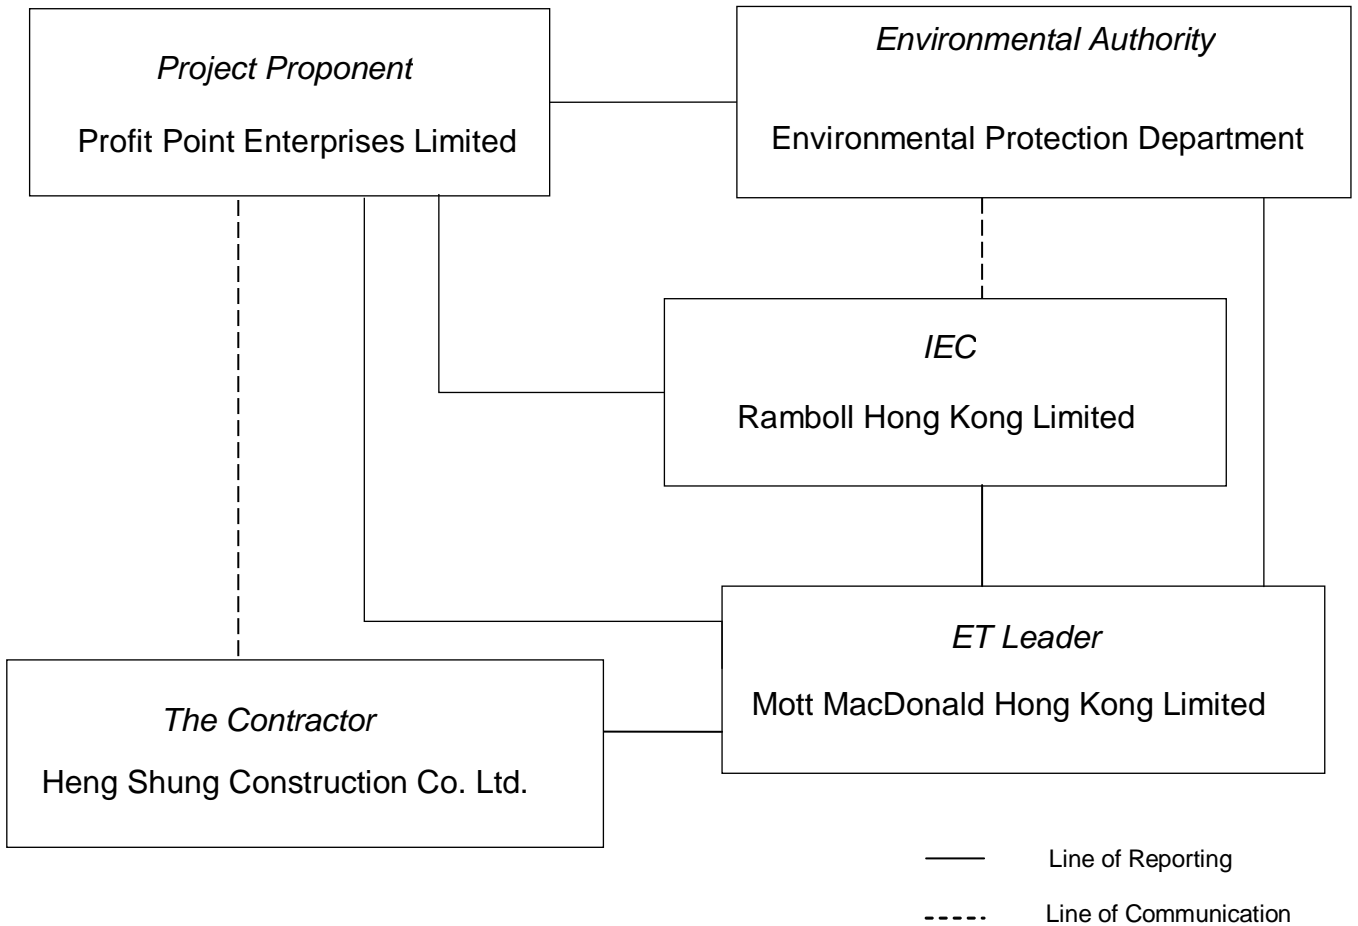 Project Proponent
Profit Point Enterprises Limited
Environmental Authority
Environmental Protection Department
IEC
Ramboll Hong Kong Limited
ET Leader
Mott MacDonald Hong Kong Limited
The Contractor
Heng Shung Construction Co. Ltd.
Line of Reporting
Line of Communication